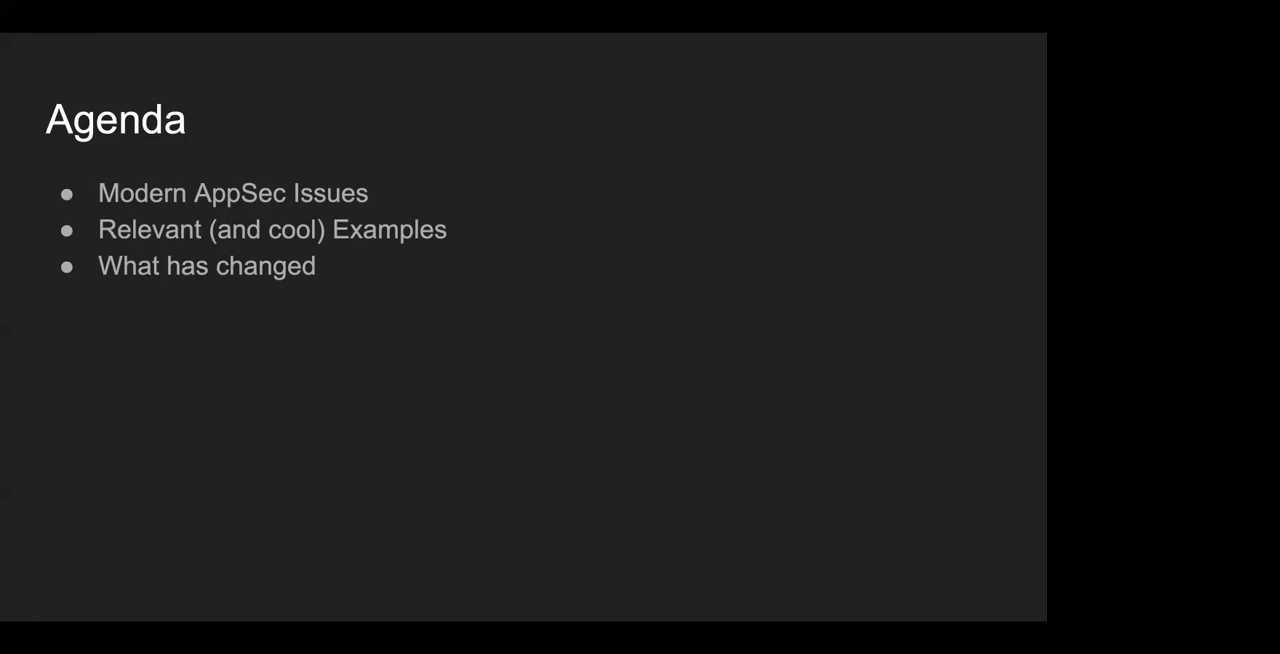 Agenda
● Modern AppSec Issues
● Relevant (and cool) Examples
● What has changed